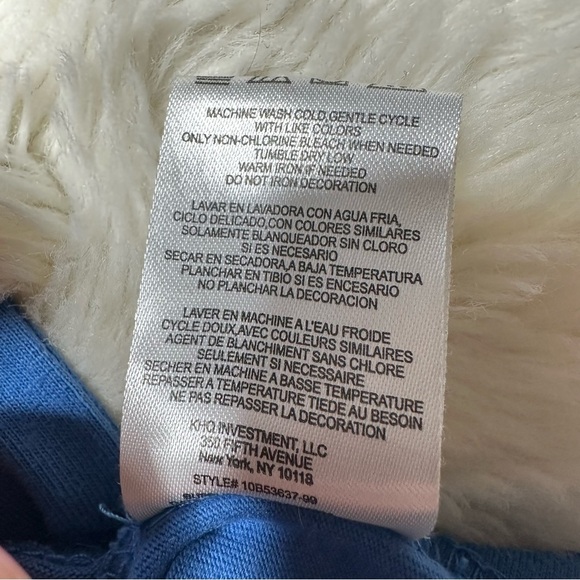 MACHINE WASH COLD,GENTLE CYCLE
WITH LIKE COLORS
ONLY NON-CHLORINE BLEACH WHEN NEEDED
TUMBLE DRY LOW
WARM IRON IF NEEDED
DO NOT IRON DECORATION
LAVAR EN LAVADORA CON AGUA FRIA,
CICLO DELICADO,CON COLORES SIMILARES
SOLAMENTE BLANQUEADOR SIN CLORO
SI ES NECESARIO
SECAR EN SECADORA,A BAJA TEMPERATURA
PLANCHAR EN TIBIO SI ES ENCESARIO
NO PLANCHAR LA DECORACION
LAVER EN MACHINE A L'EAU FROIDE
CYCLE DOUX,AVEC COULEURS SIMILAIRES
AGENT DE BLANCHIMENT SANS CHLORE
SEULEMENT SI NECESSAIRE
SECHER EN MACHINE A BASSE TEMPERATURE
REPASSER A TEMPERATURE TIEDE AU BESOIN
NE PAS REPASSER LA DECORATION
KHQ INVESTMENT, LLC
350 FIFTH AVENUE
New York, NY 10118
STYLE# 10B53637-99